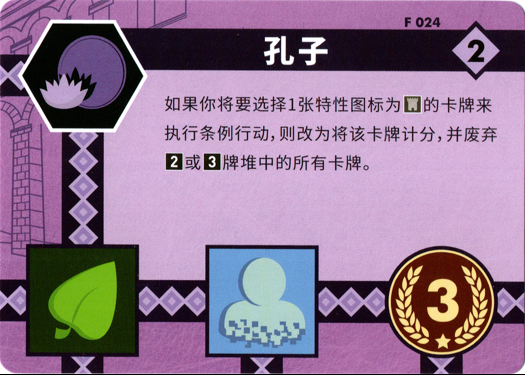 F 024
孔子
2
如果你将要选择1张特性图标为的卡牌来
执行条例行动，则改为将该卡牌计分，并废弃
2或3牌堆中的所有卡牌。
3